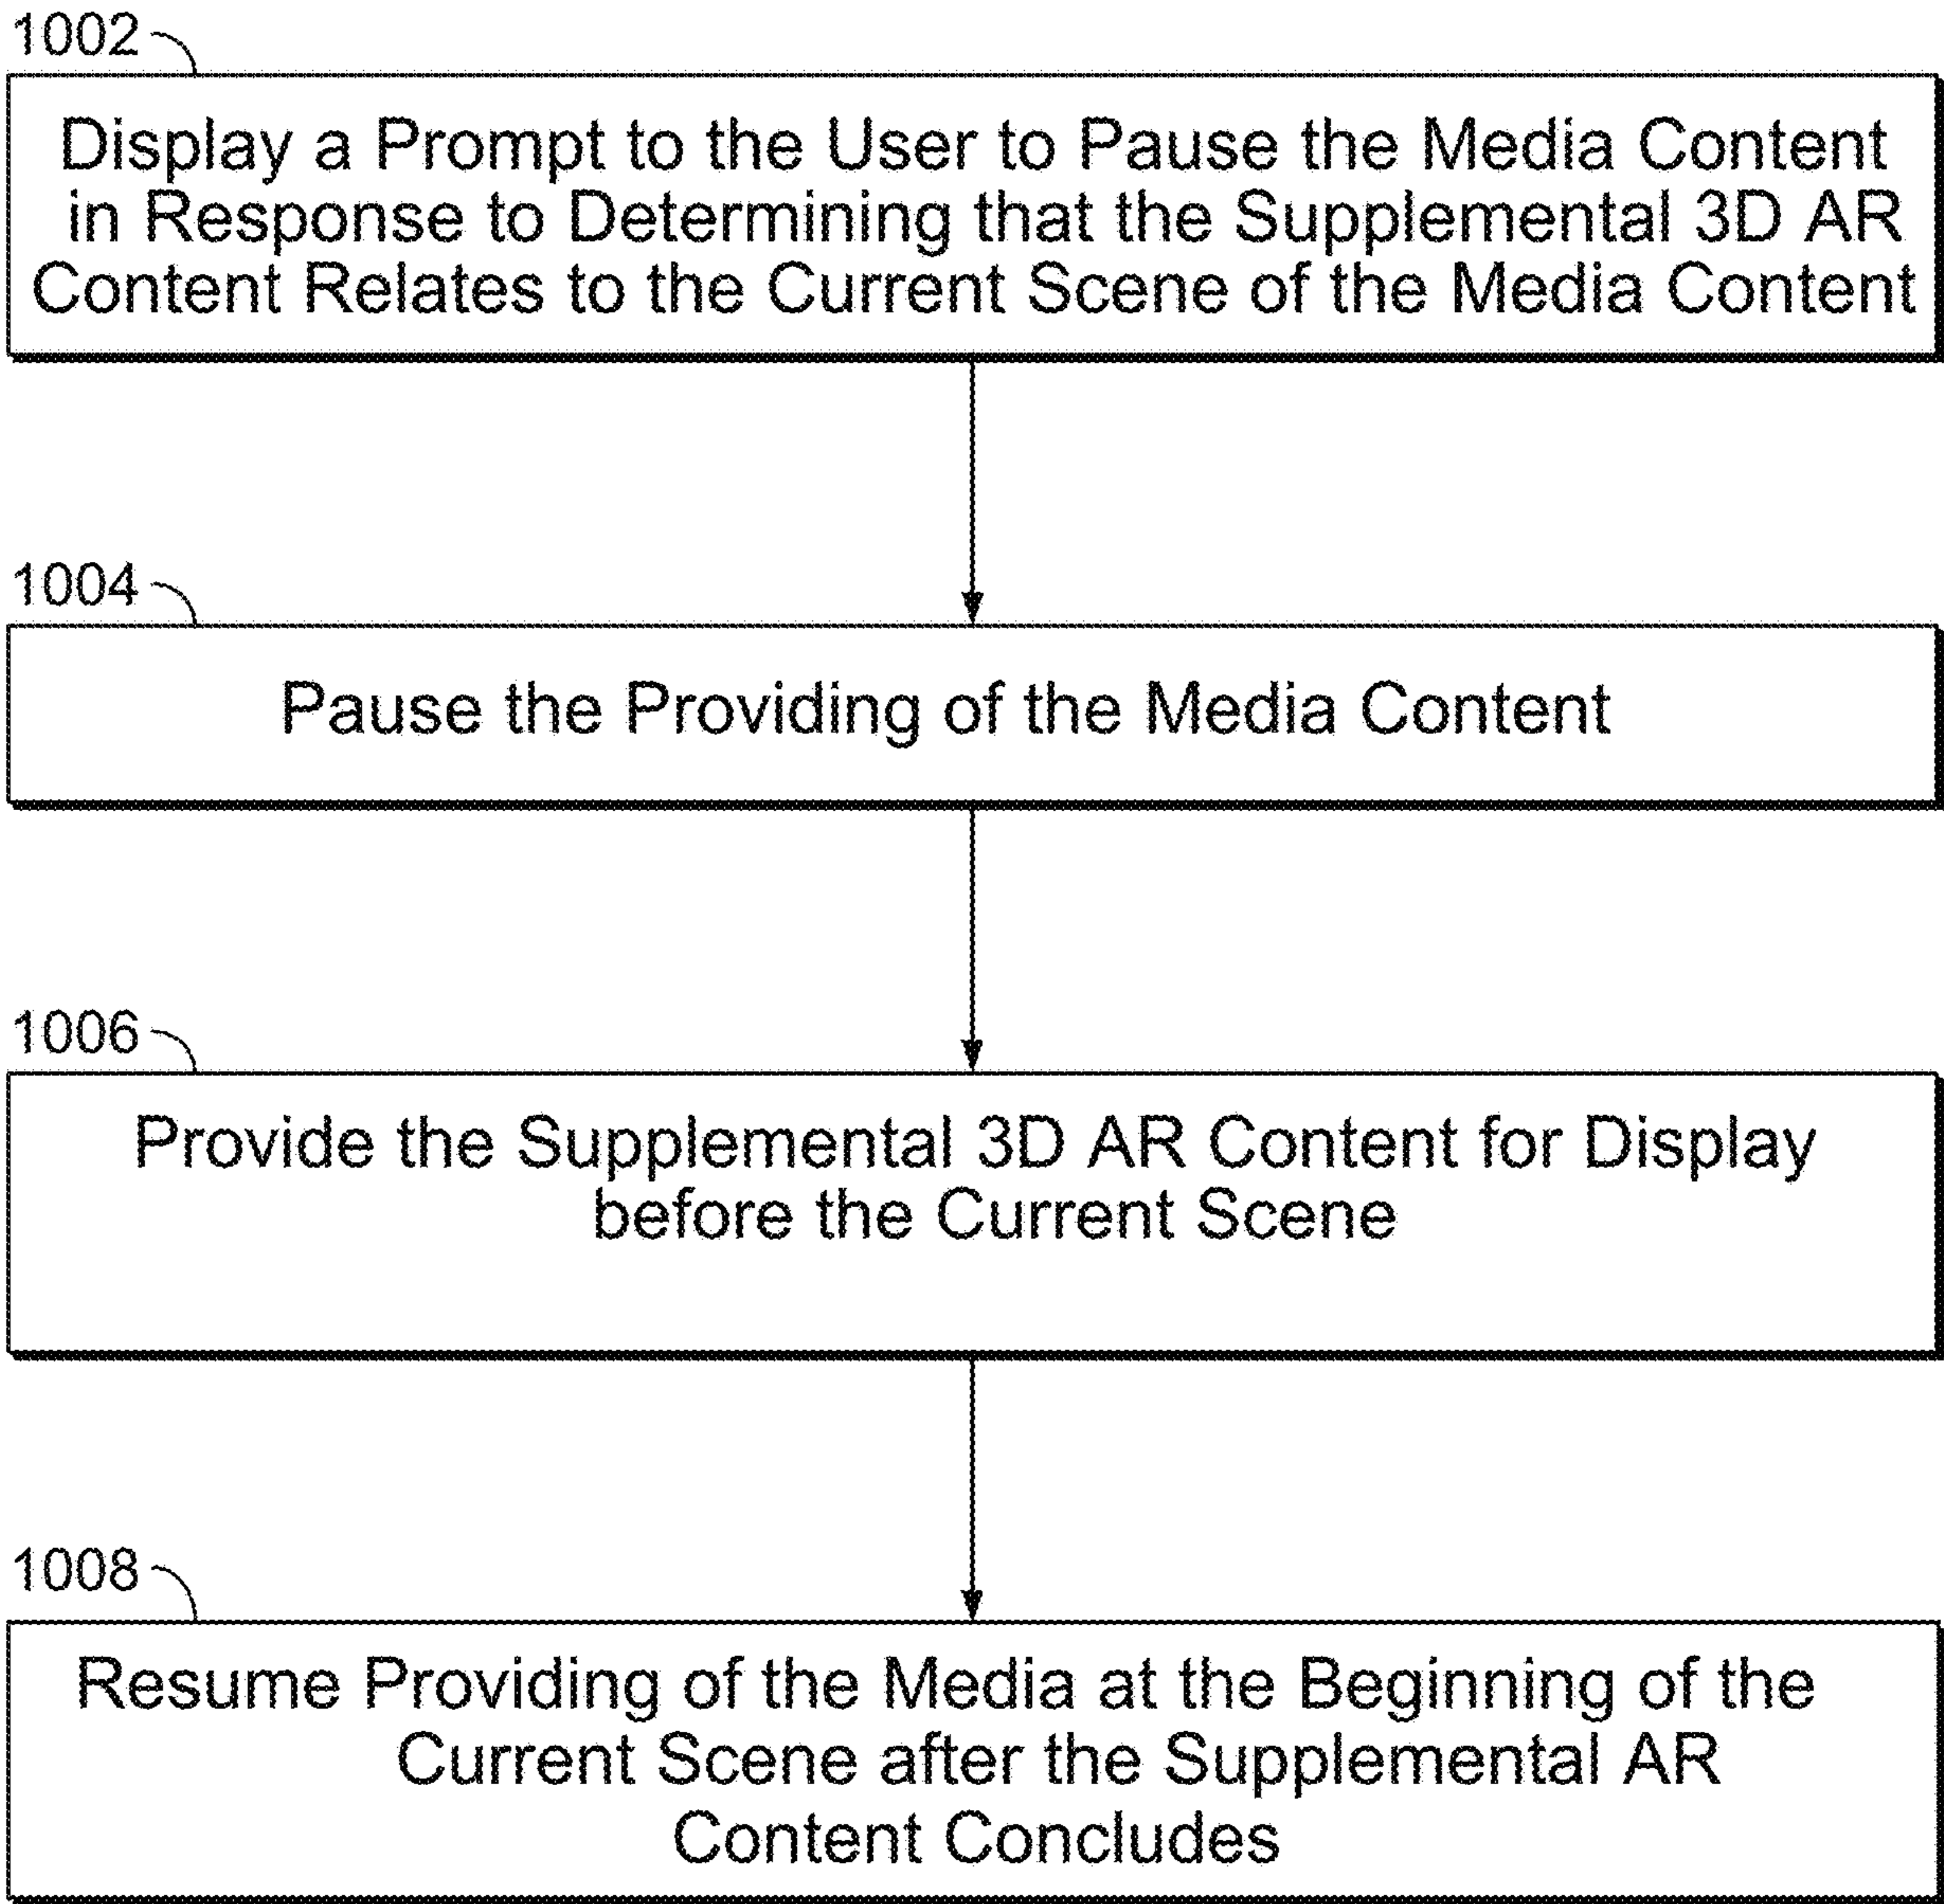 1002
Display a Prompt to the User to Pause the Media Content
in Response to Determining that the Supplemental 3D AR
Content Relates to the Current Scene of the Media Content
1004
Pause the Providing of the Media Content
1006
Provide the Supplemental 3D AR Content for Display
before the Current Scene
1008
Resume Providing of the Media at the Beginning of the
Current Scene after the Supplemental AR
Content Concludes